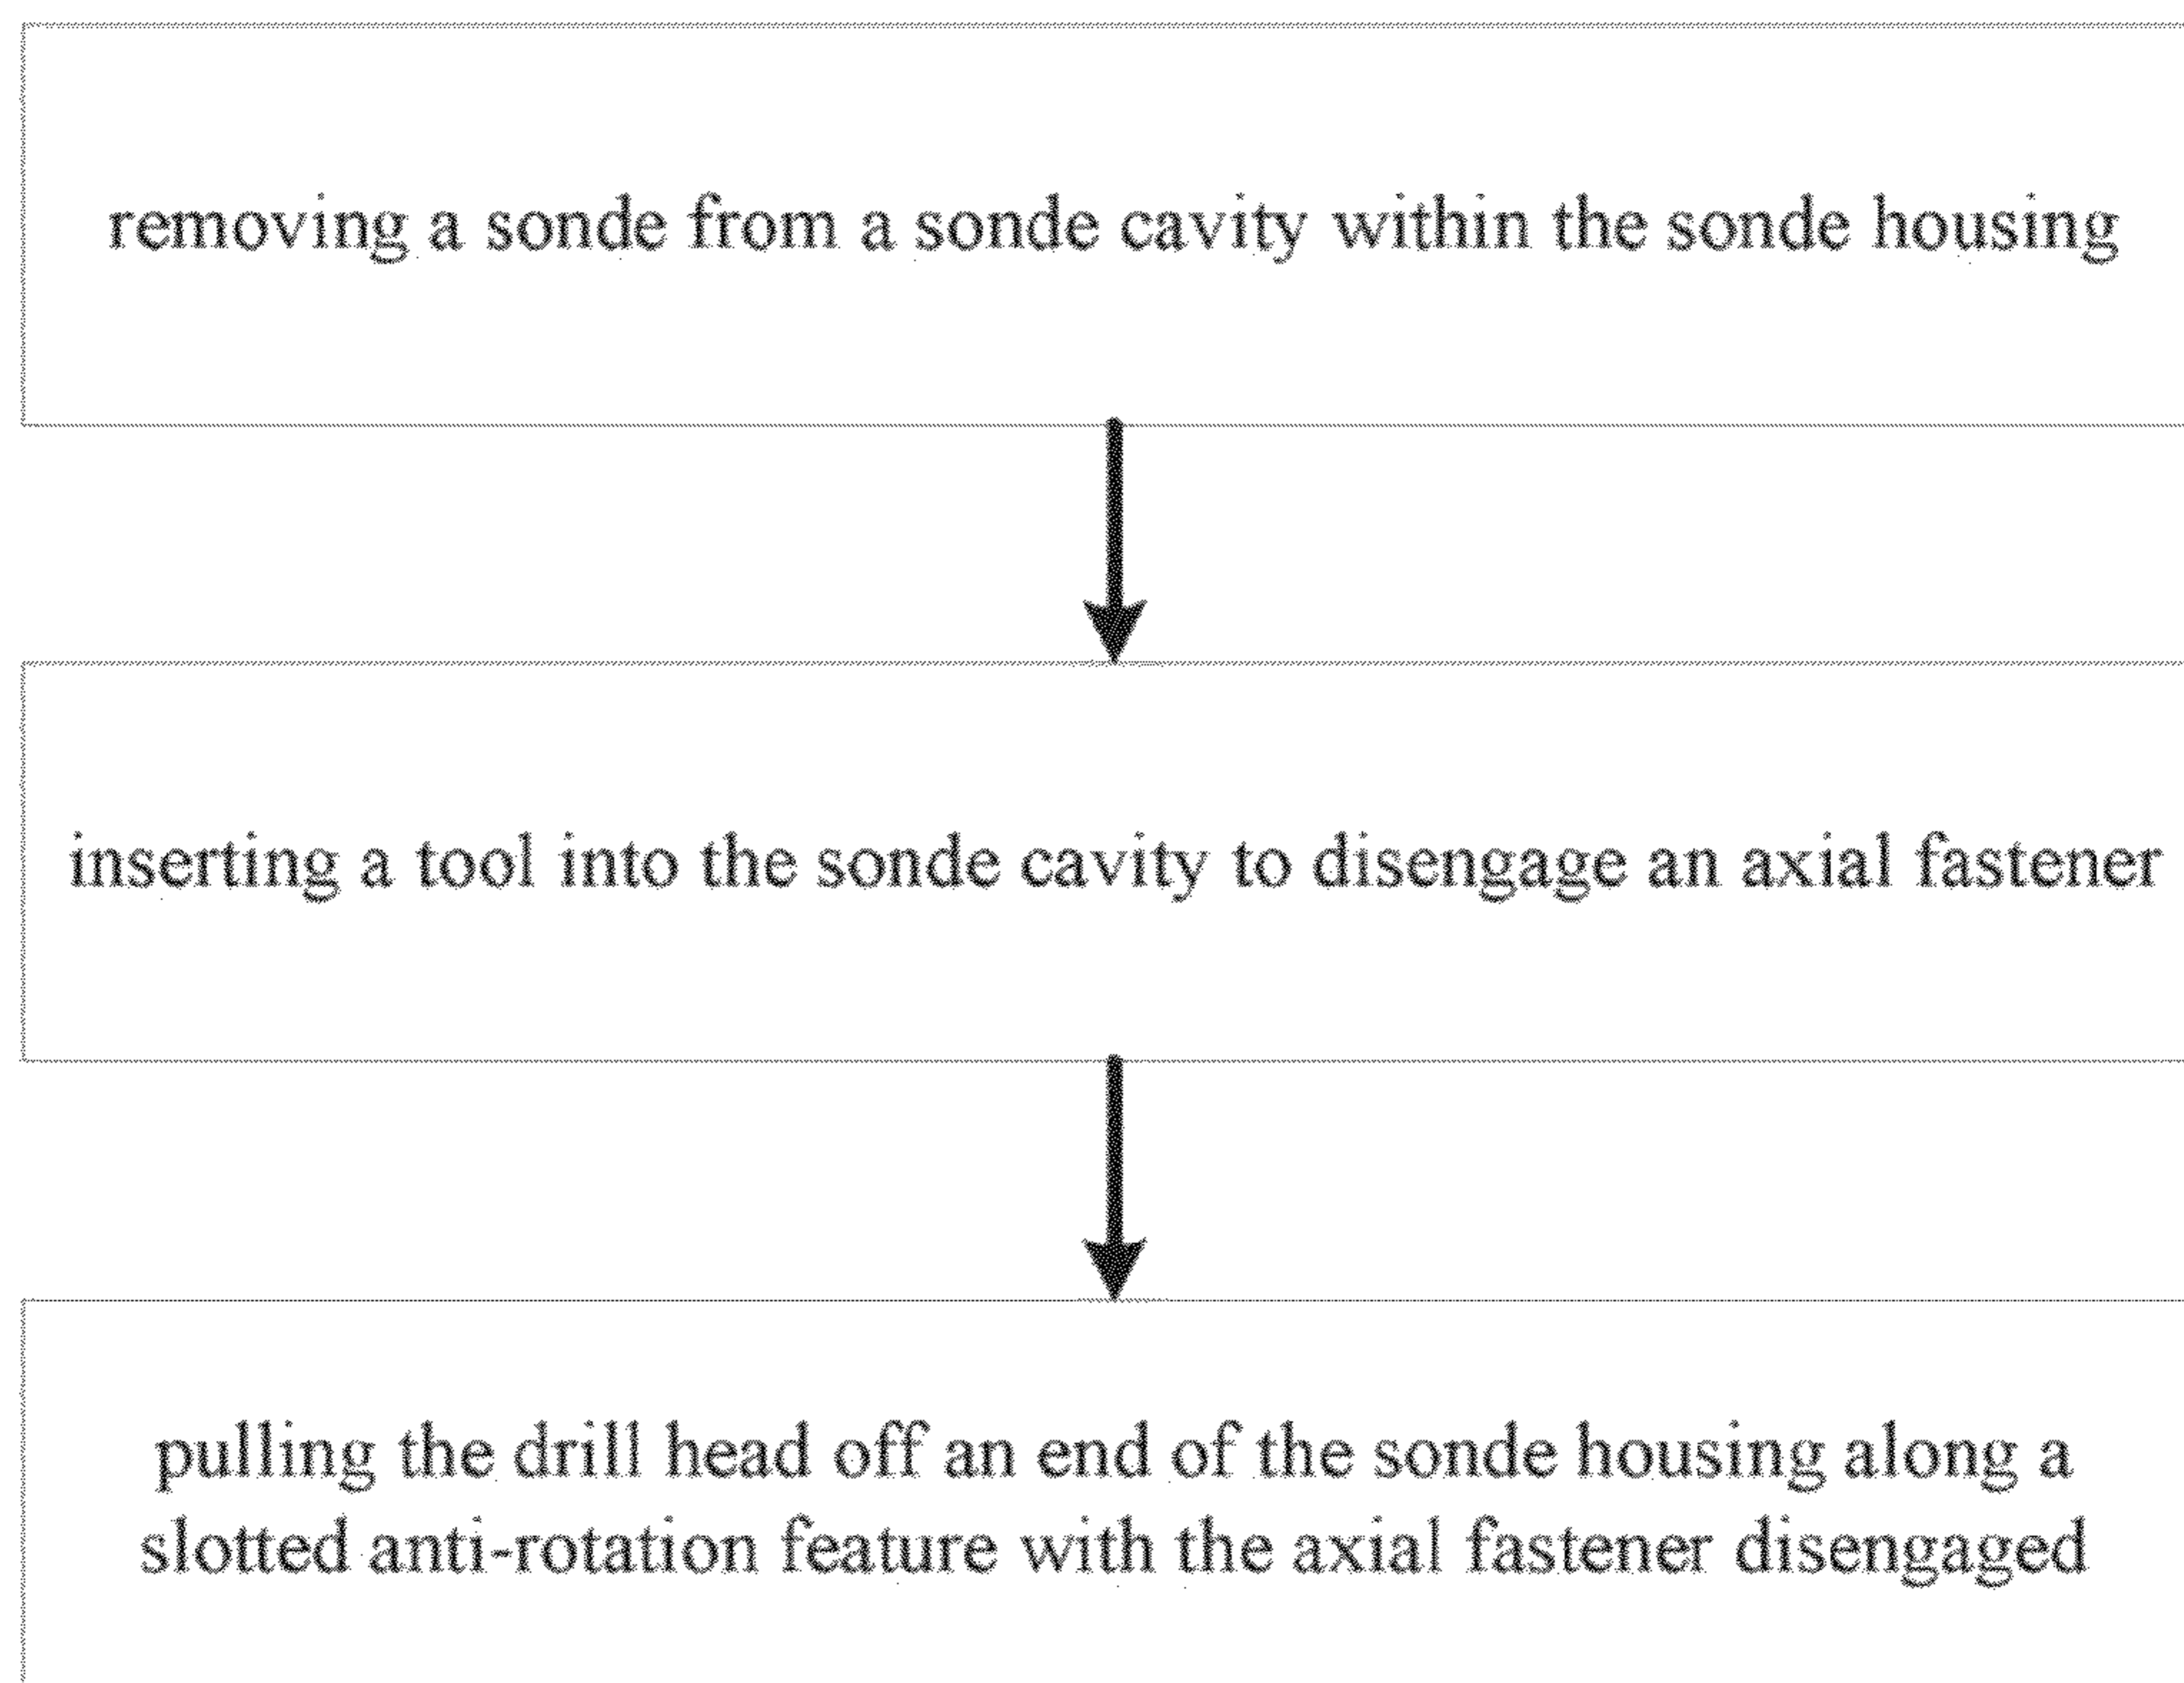 removing a sonde from a sonde cavity within the sonde housing
inserting a tool into the sonde cavity to disengage an axial fastener
pulling the drill head off an end of the sonde housing along a
slotted anti-rotation feature with the axial fastener disengaged